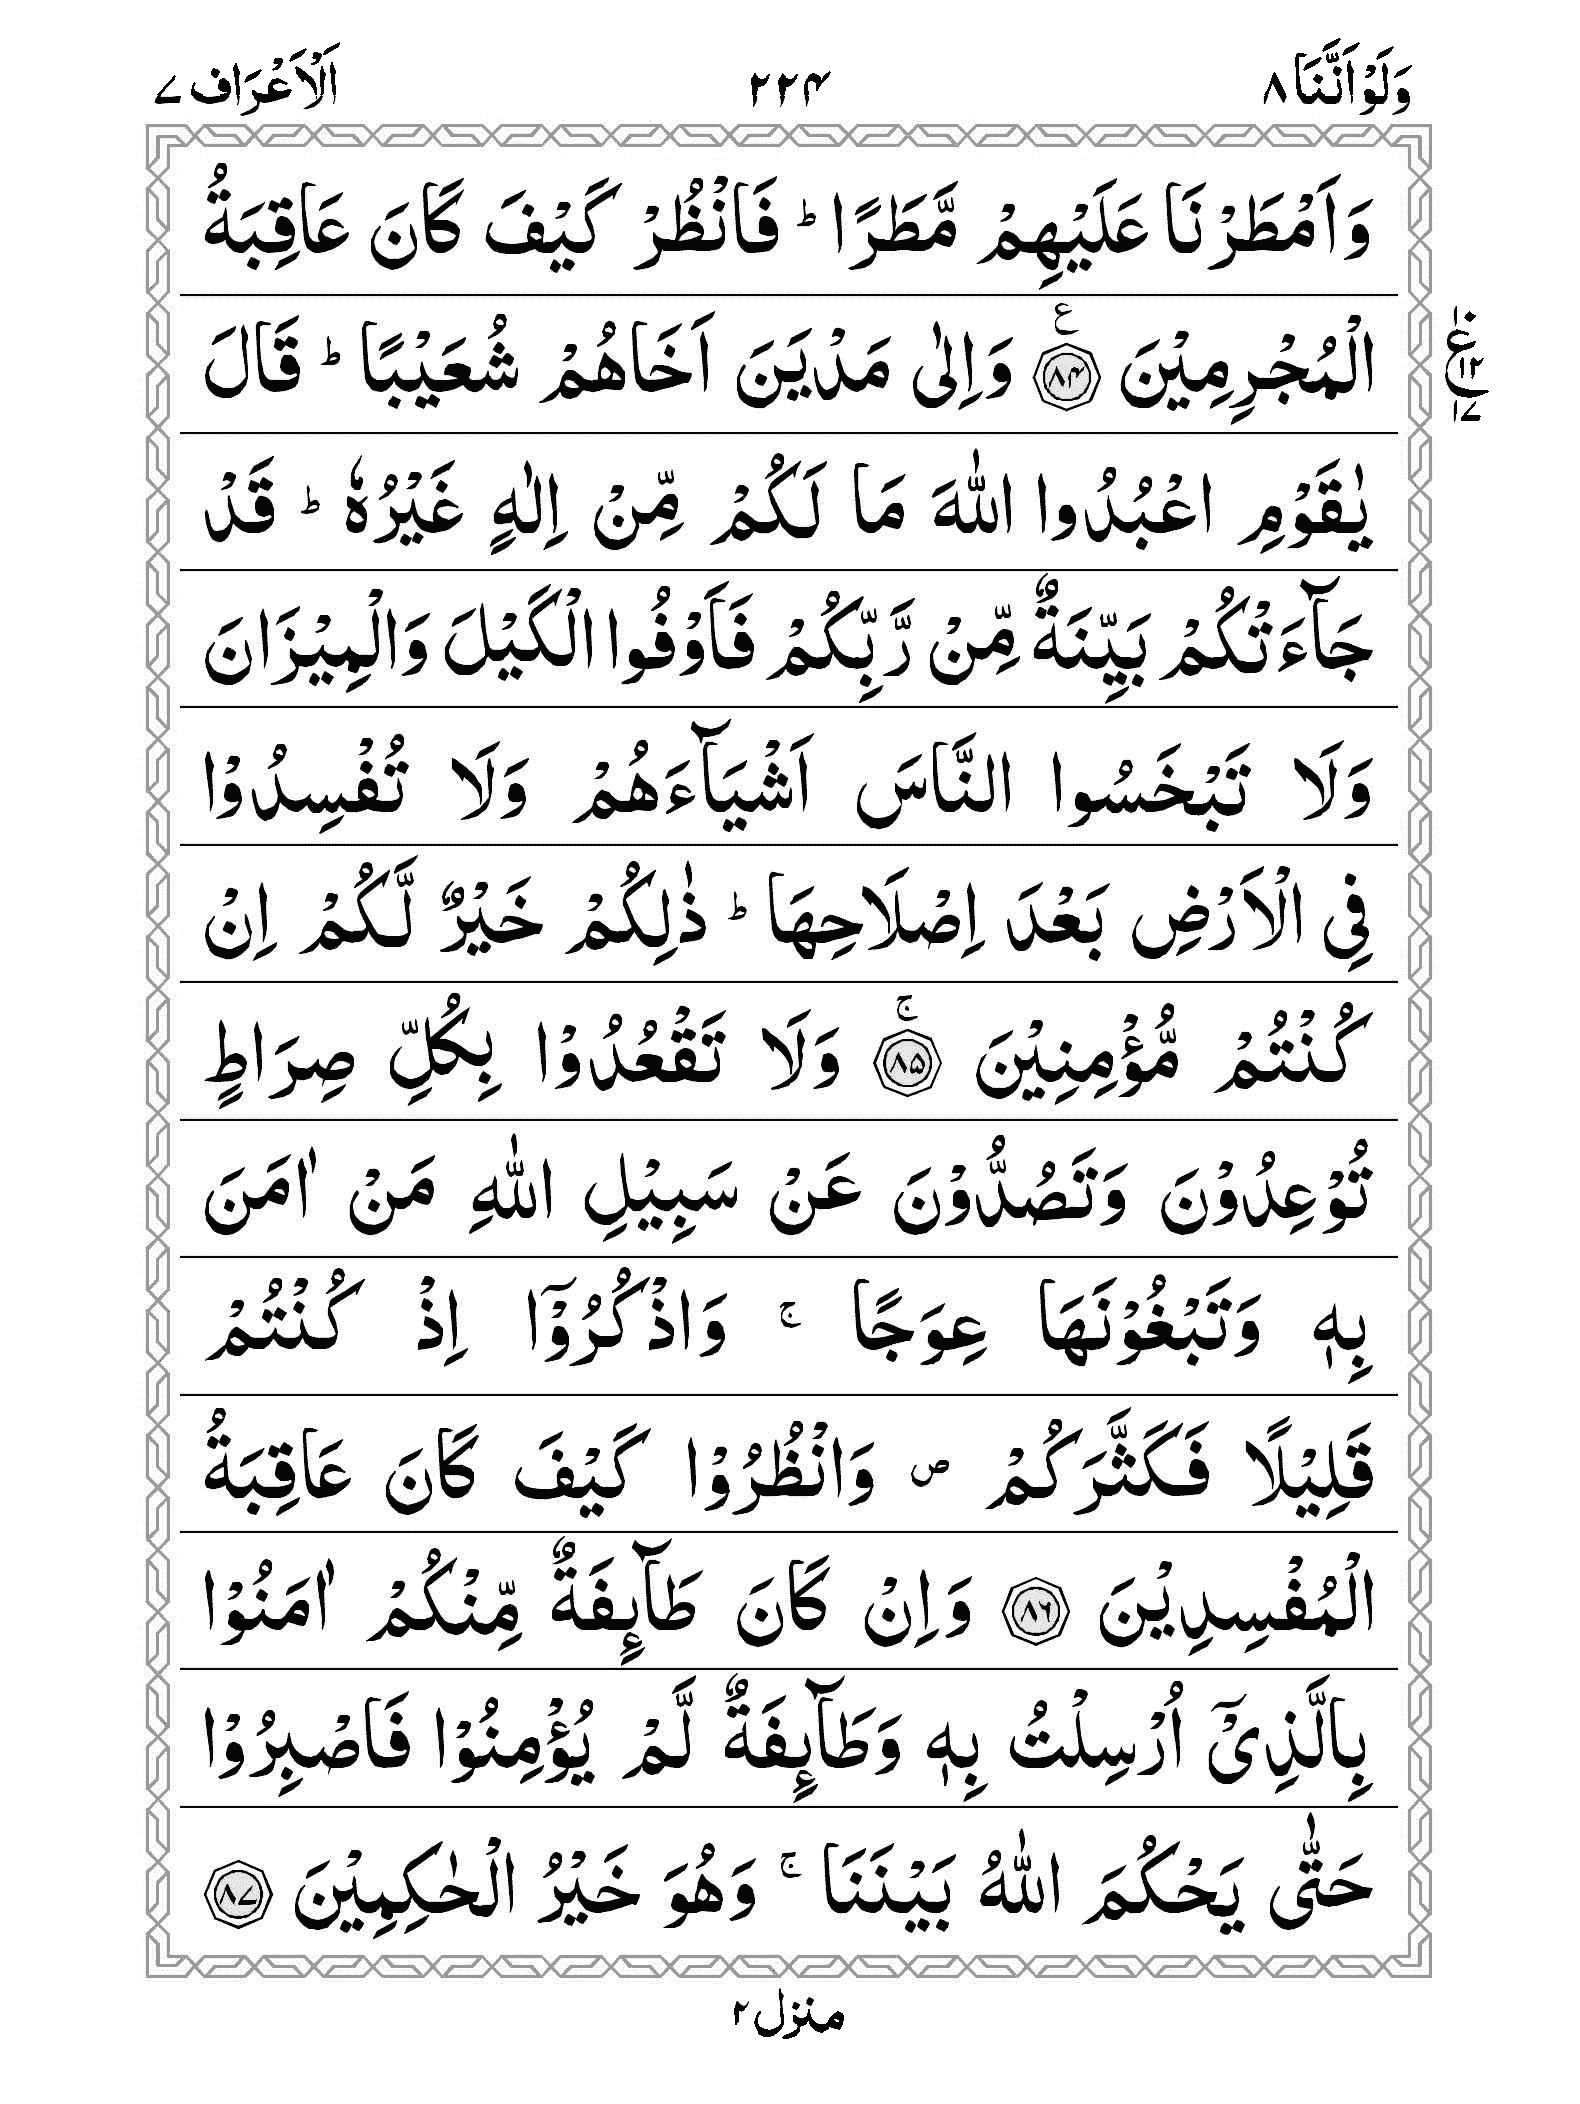 وَلَوْ اَنَّنَا ٨ ٢٢٤ اَلْاَعْرَاف ٧
وَاَمْطَرْنَا عَلَيْهِمْ مَّطَرًا ؕ فَانْظُرْ كَيْفَ كَانَ عَاقِبَةُ
الْمُجْرِمِيْنَ ﴿٨٤﴾ ع وَاِلٰى مَدْيَنَ اَخَاهُمْ شُعَيْبًا ؕ قَالَ
١٠ ع ١٢ ١٧
يٰقَوْمِ اعْبُدُوا اللّٰهَ مَا لَكُمْ مِّنْ اِلٰهٍ غَيْرُهٗ ؕ قَدْ
جَآءَتْكُمْ بَيِّنَةٌ مِّنْ رَّبِّكُمْ فَاَوْفُوا الْكَيْلَ وَالْمِيْزَانَ
وَلَا تَبْخَسُوا النَّاسَ اَشْيَآءَهُمْ وَلَا تُفْسِدُوْا
فِي الْاَرْضِ بَعْدَ اِصْلَاحِهَا ؕ ذٰلِكُمْ خَيْرٌ لَّكُمْ اِنْ
كُنْتُمْ مُّؤْمِنِيْنَ ﴿٨٥﴾ ۚ وَلَا تَقْعُدُوْا بِكُلِّ صِرَاطٍ
تُوْعِدُوْنَ وَتَصُدُّوْنَ عَنْ سَبِيْلِ اللّٰهِ مَنْ اٰمَنَ
بِهٖ وَتَبْغُوْنَهَا عِوَجًا ۚ وَاذْكُرُوْۤا اِذْ كُنْتُمْ
قَلِيْلًا فَكَثَّرَكُمْ ۪ وَانْظُرُوْا كَيْفَ كَانَ عَاقِبَةُ
الْمُفْسِدِيْنَ ﴿٨٦﴾ وَاِنْ كَانَ طَآئِفَةٌ مِّنْكُمْ اٰمَنُوْا
بِالَّذِيْۤ اُرْسِلْتُ بِهٖ وَطَآئِفَةٌ لَّمْ يُؤْمِنُوْا فَاصْبِرُوْا
حَتّٰى يَحْكُمَ اللّٰهُ بَيْنَنَا ۚ وَهُوَ خَيْرُ الْحٰكِمِيْنَ ﴿٨٧﴾
منزل ٢